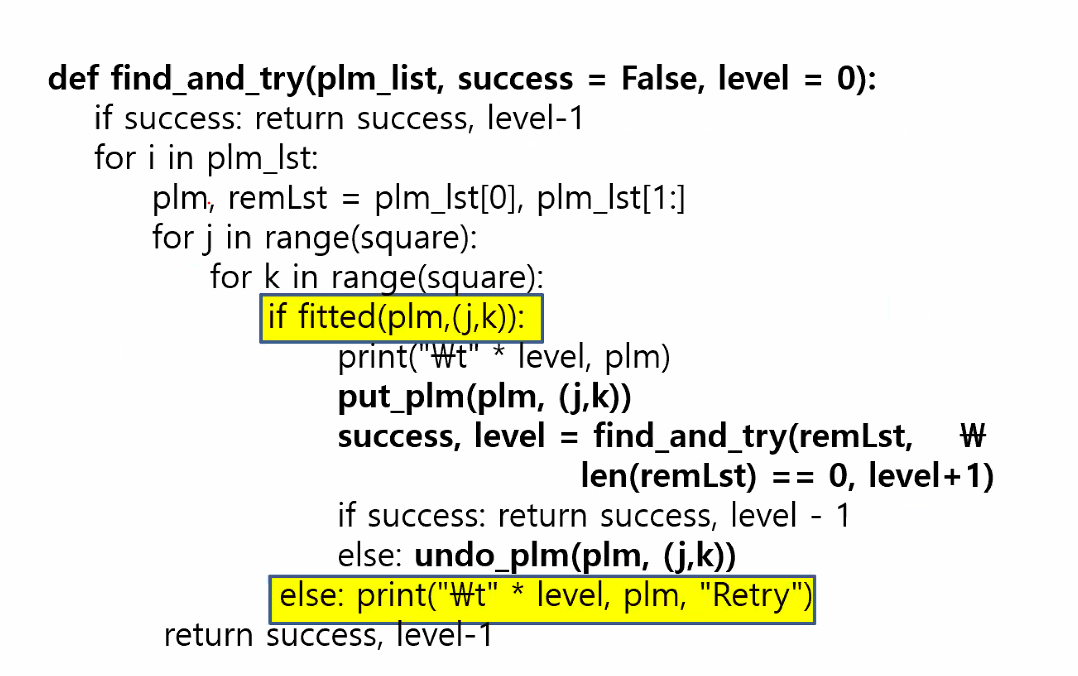 def find_and_try(plm_list, success = False, level = 0):
if success: return success, level-1
for i in plm_lst:
plm, remLst = plm_lst[0], plm_lst[1:]
for j in range(square):
for k in range(square):
if fitted(plm,(j,k)):
print("₩t" * level, plm)
put_plm(plm, (j,k))
success, level = find_and_try(remLst, ₩
len(remLst) == 0, level+1)
if success: return success, level - 1
else: undo_plm(plm, (j,k))
else: print("₩t" * level, plm, "Retry")
return success, level-1